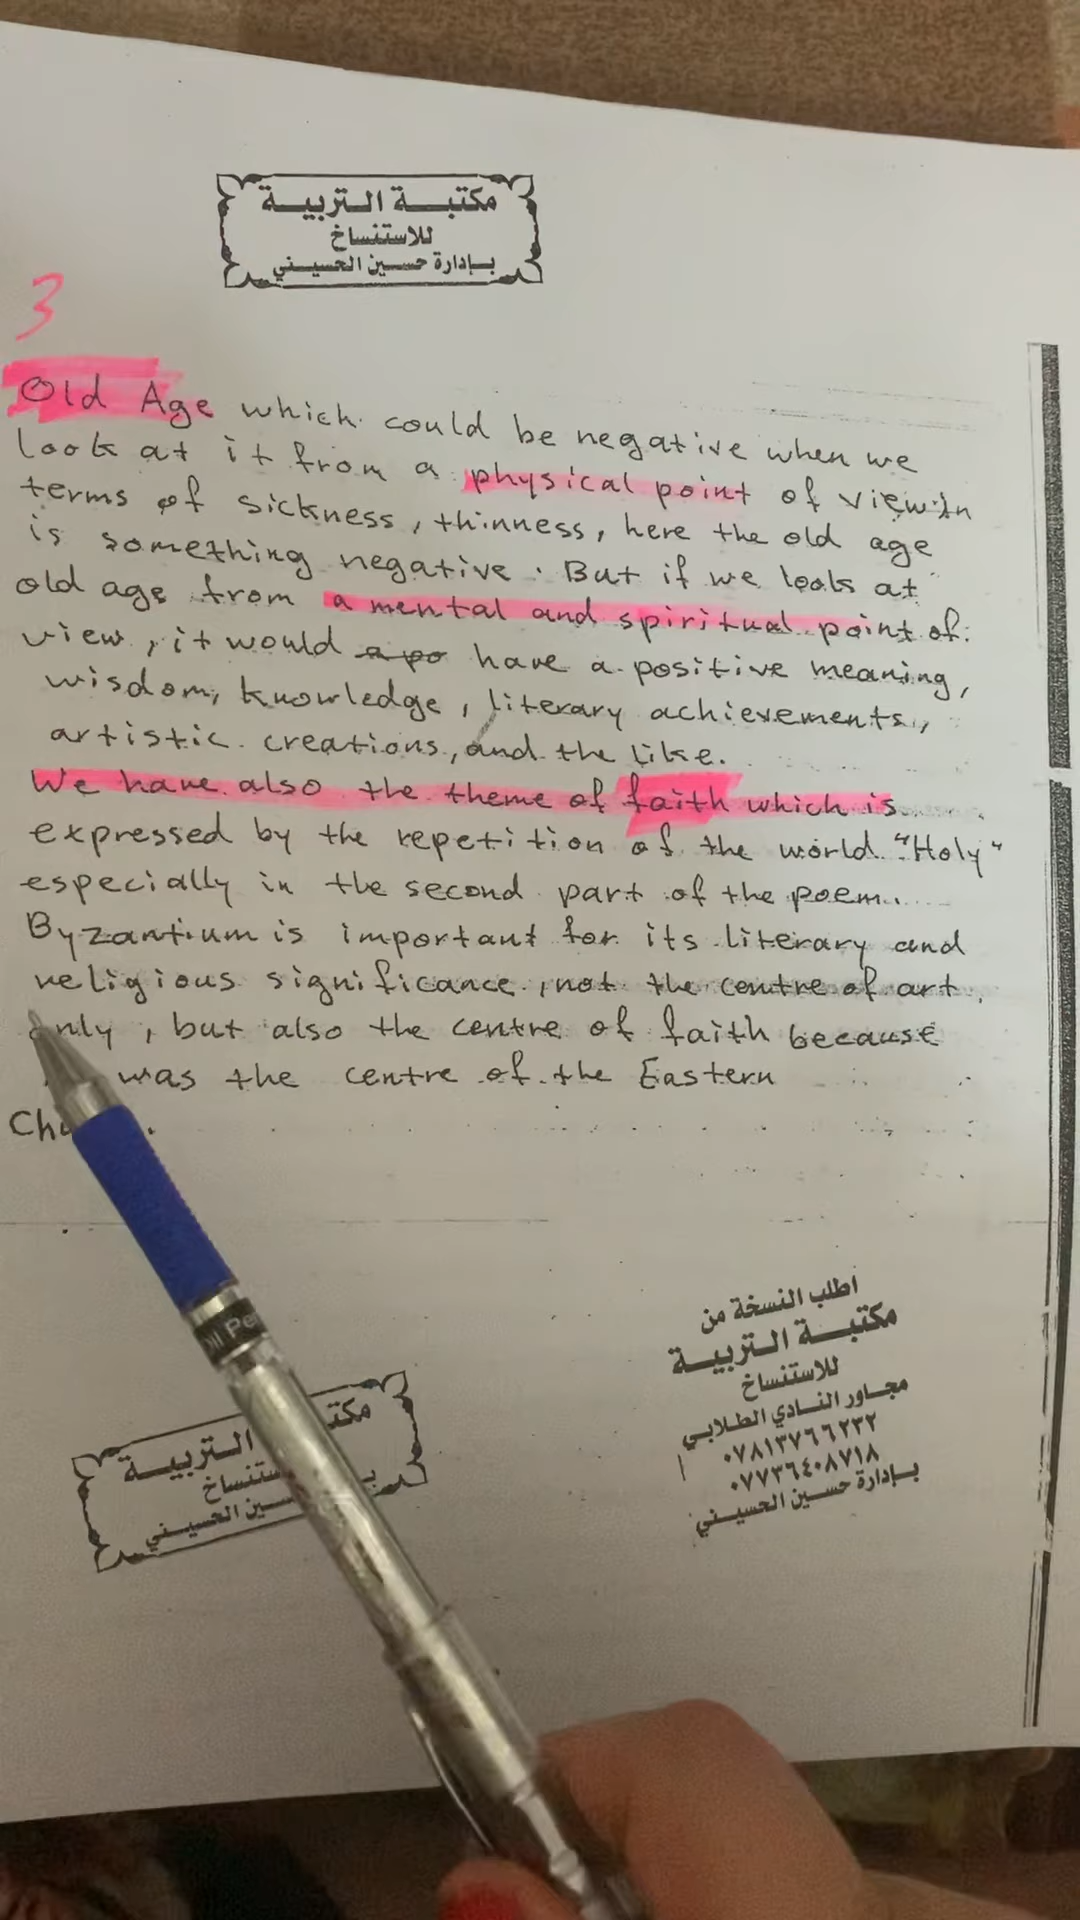 مكتبة التربية
للاستنساخ
بإدارة حسين الحسيني
3
Old Age which could be negative when we
look at it from a physical point of view in
terms of sickness, thinness, here the old age
is something negative. But if we looks at
old age from a mental and spiritual point of
view, it would a po have a positive meaning,
wisdom, knowledge, literary achievements,
artistic creations, and the like.
We have also the theme of faith which is
expressed by the repetition of the world "Holy"
especially in the second part of the poem.
Byzantium is important for its literary and
religious significance, not the centre of art
only, but also the centre of faith because
was the centre of the Eastern
اطلب النسخة من
مكتبة التربية
للاستنساخ
مجاور النادي الطلابي
٠٧٨١٣٧٦٦٢٣٢
٠٧٧٣٦٤٠٨٧١٨
بإدارة حسين الحسيني
التربية
الحسيني